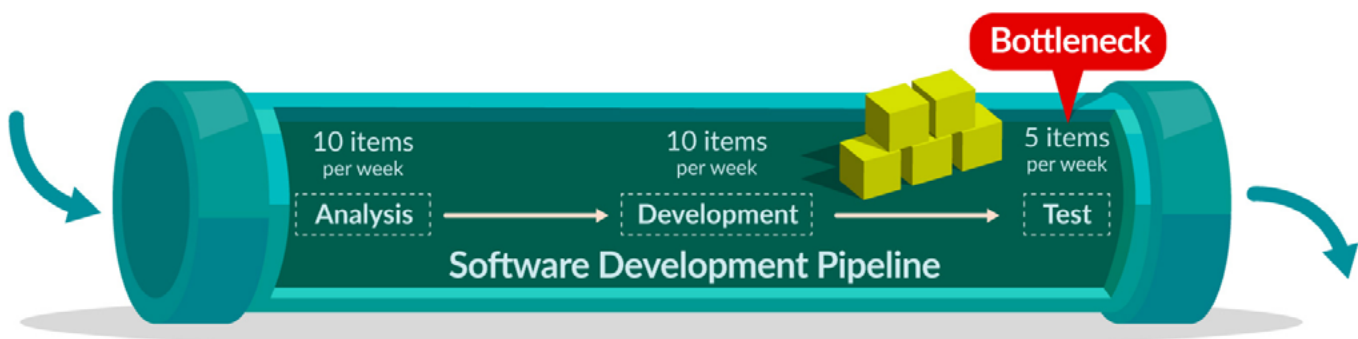 Bottleneck
10 items
per week
10 items
per week
5 items
per week
Analysis
Development
Test
Software Development Pipeline